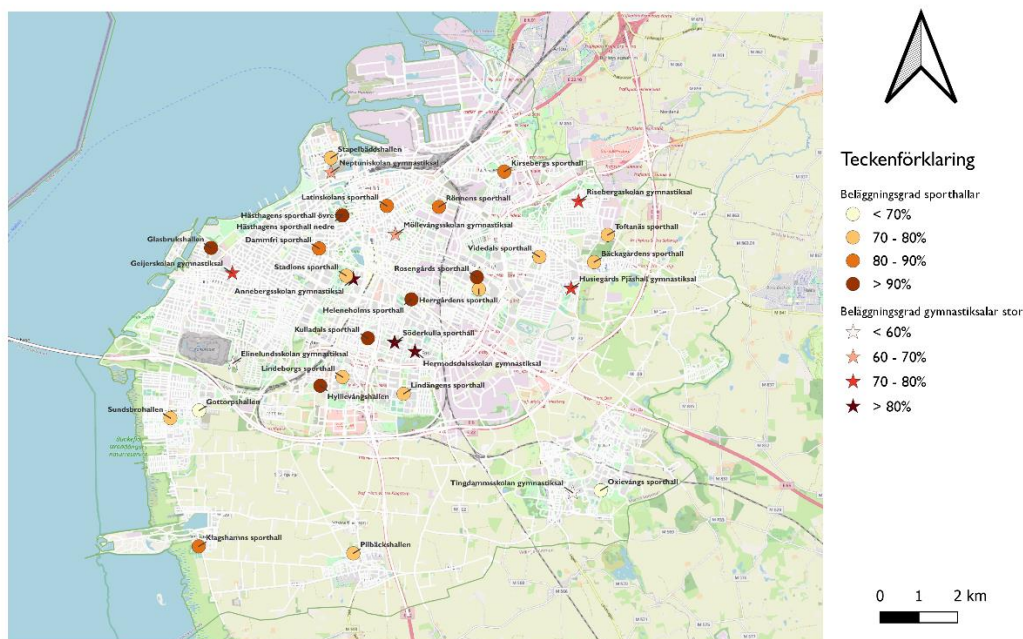 Stapelbäddshallen
Neptuniskolan gymnastiksal
Kirsebergs sporthall
Risebergaskolan gymnastiksal
Latinskolans sporthall
Rönnens sporthall
Hästhagens sporthall övre
Hästhagens sporthall nedre
Möllevångsskolan gymnastiksal
Toftanäs sporthall
Glasbrukshallen
Dammfri sporthall
Videdals sporthall
Bäckagårdens sporthall
Geijerskolan gymnastiksal
Stadions sporthall
Rosengårds sporthall
Annebergsskolan gymnastiksal
Husiegårds Pjäshall gymnastiksal
Herrgårdens sporthall
Heleneholms sporthall
Kulladals sporthall
Söderkulla sporthall
Elinelundsskolan gymnastiksal
Hermodsdalsskolan gymnastiksal
Lindeborgs sporthall
Lindängens sporthall
Hyllievångshallen
Gottorpshallen
Sundsbrohallen
Tingdammsskolan gymnastiksal
Oxievångs sporthall
Klagshamns sporthall
Pilbäckshallen
Teckenförklaring
Beläggningsgrad sporthallar
< 70%
70 - 80%
80 - 90%
> 90%
Beläggningsgrad gymnastiksalar stor
< 60%
60 - 70%
70 - 80%
> 80%
0 1 2 km